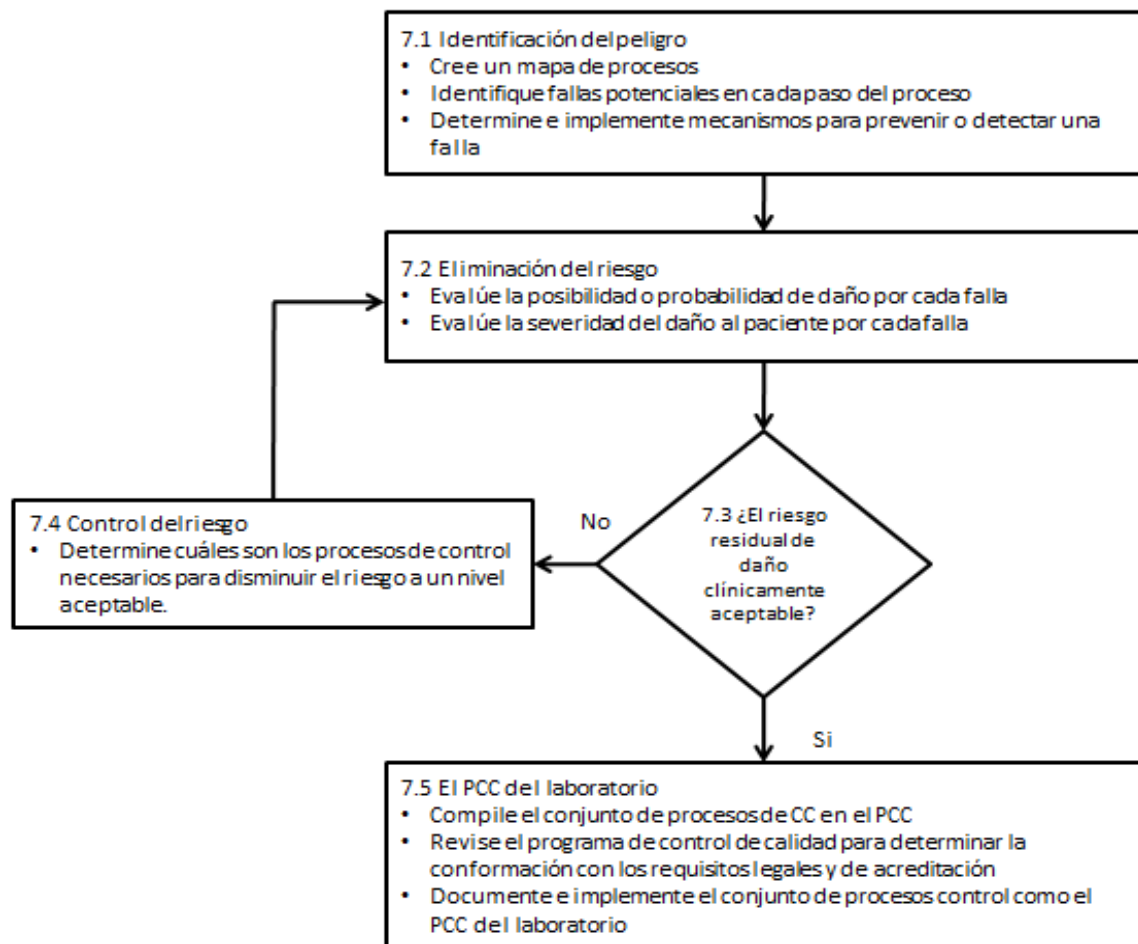 7.1 Identificación del peligro
• Cree un mapa de procesos
• Identifique fallas potenciales en cada paso del proceso
• Determine e implemente mecanismos para prevenir o detectar una
falla
7.2 Eliminación del riesgo
• Evalúe la posibilidad o probabilidad de daño por cada falla
• Evalúe la severidad del daño al paciente por cada falla
7.3 ¿El riesgo
residual de
daño
clínicamente
aceptable?
No
7.4 Control del riesgo
• Determine cuáles son los procesos de control
necesarios para disminuir el riesgo a un nivel
aceptable.
Si
7.5 El PCC del laboratorio
• Compile el conjunto de procesos de CC en el PCC
• Revise el programa de control de calidad para determinar la
conformación con los requisitos legales y de acreditación
• Documente e implemente el conjunto de procesos control como el
PCC del laboratorio